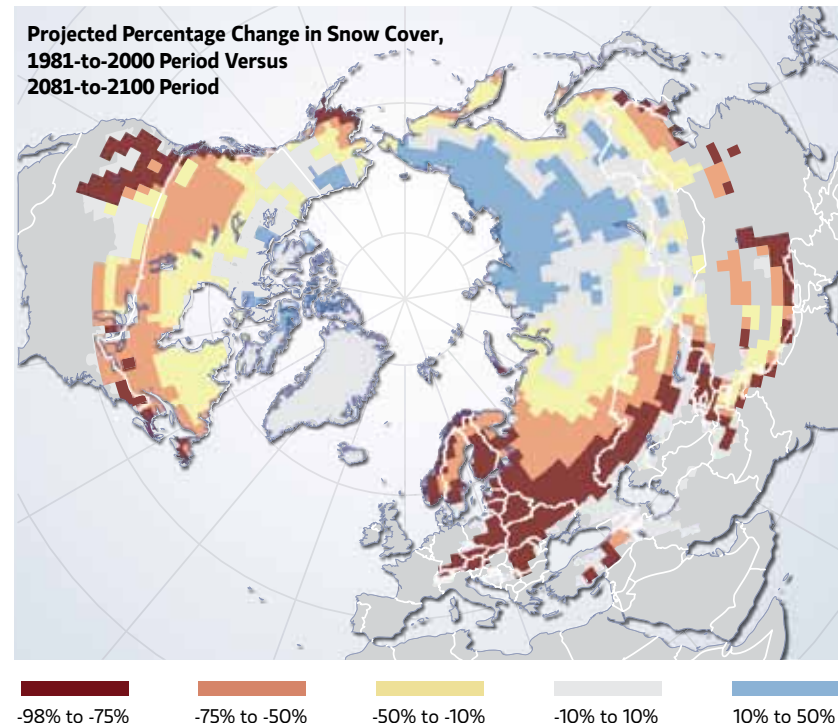 Projected Percentage Change in Snow Cover,
1981-to-2000 Period Versus
2081-to-2100 Period
-98% to -75%
-75% to -50%
-50% to -10%
-10% to 10%
10% to 50%